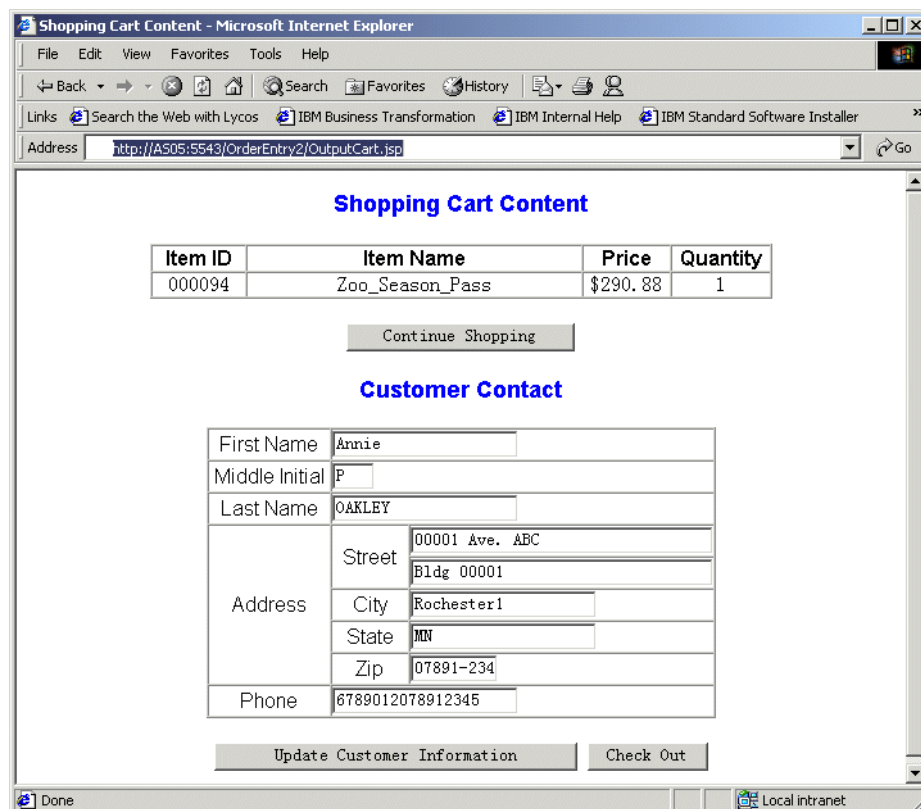 Shopping Cart Content - Microsoft Internet Explorer
File Edit View Favorites Tools Help
Back Search Favorites History
Links Search the Web with Lycos IBM Business Transformation IBM Internal Help IBM Standard Software Installer »
Address http://AS05:5543/OrderEntry2/OutputCart.jsp Go
Shopping Cart Content
Item ID Item Name Price Quantity
000094 Zoo_Season_Pass $290.88 1
Continue Shopping
Customer Contact
First Name Annie
Middle Initial P
Last Name OAKLEY
Address Street 00001 Ave. ABC
Bldg 00001
City Rochester1
State MN
Zip 07891-234
Phone 6789012078912345
Update Customer Information Check Out
Done Local intranet